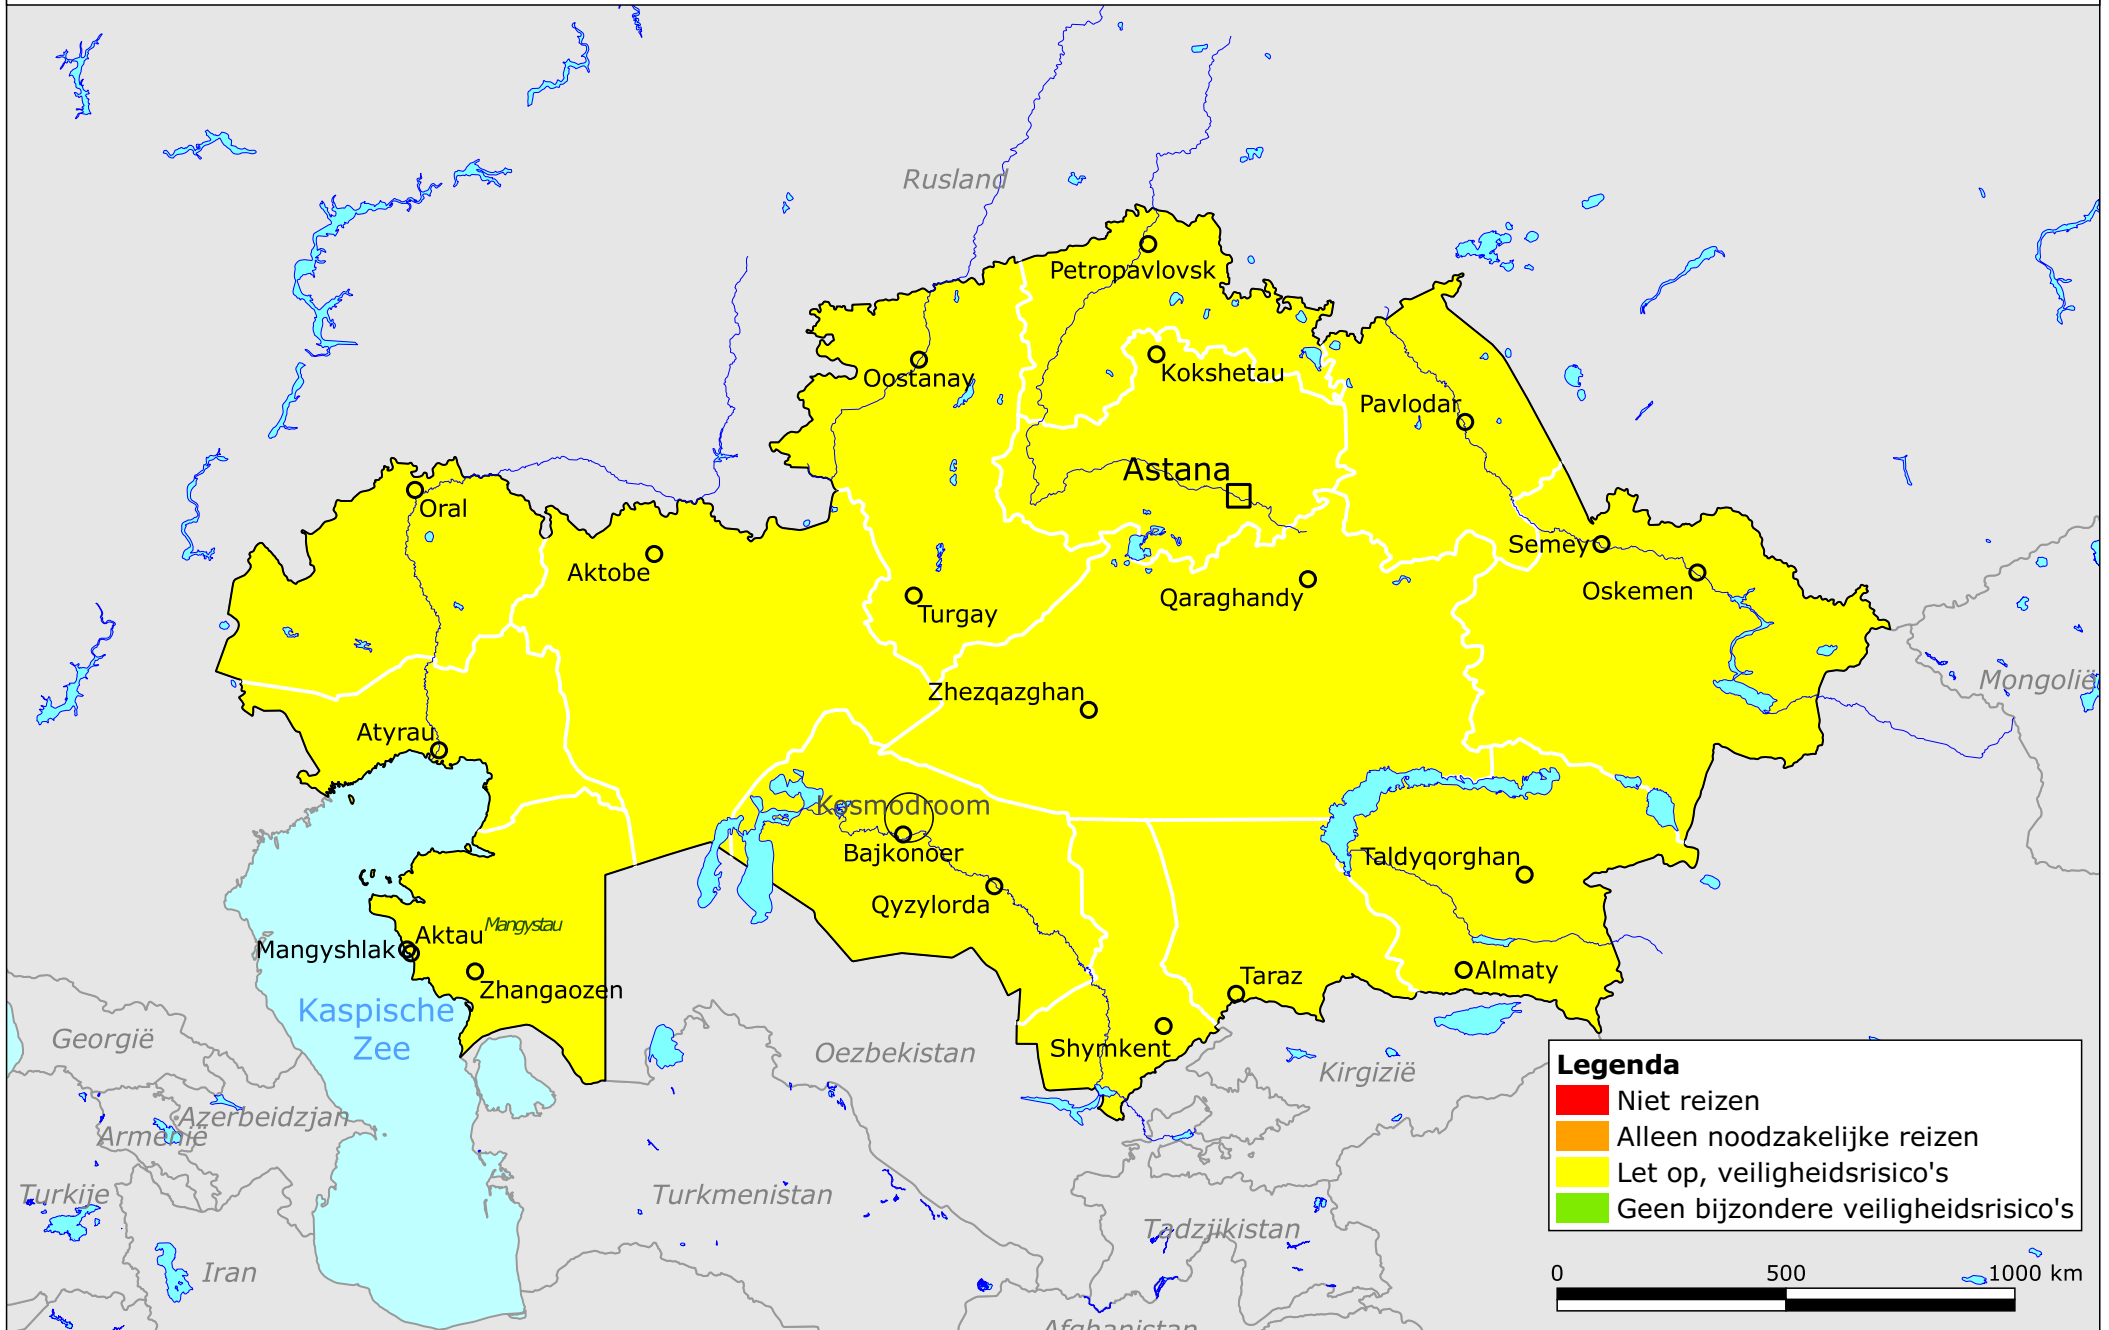 Rusland
Petropavlovsk
Oostanay
Kokshetau
Pavlodar
Astana
Oral
Aktobe
Semey
Oskemen
Qaraghandy
Turgay
Mongolië
Zhezqazghan
Atyrau
Kosmodroom
Bajkonoer
Taldyqorghan
Qyzylorda
Mangystau
Aktau
Mangyshlak
Zhangaozen
Almaty
Taraz
Kaspische
Zee
Georgië
Oezbekistan
Shymkent
Kirgizië
Azerbeidzjan
Armenië
Turkije
Turkmenistan
Tadzjikistan
Iran
Afghanistan
Legenda
Niet reizen
Alleen noodzakelijke reizen
Let op, veiligheidsrisico's
Geen bijzondere veiligheidsrisico's
0 500 1000 km